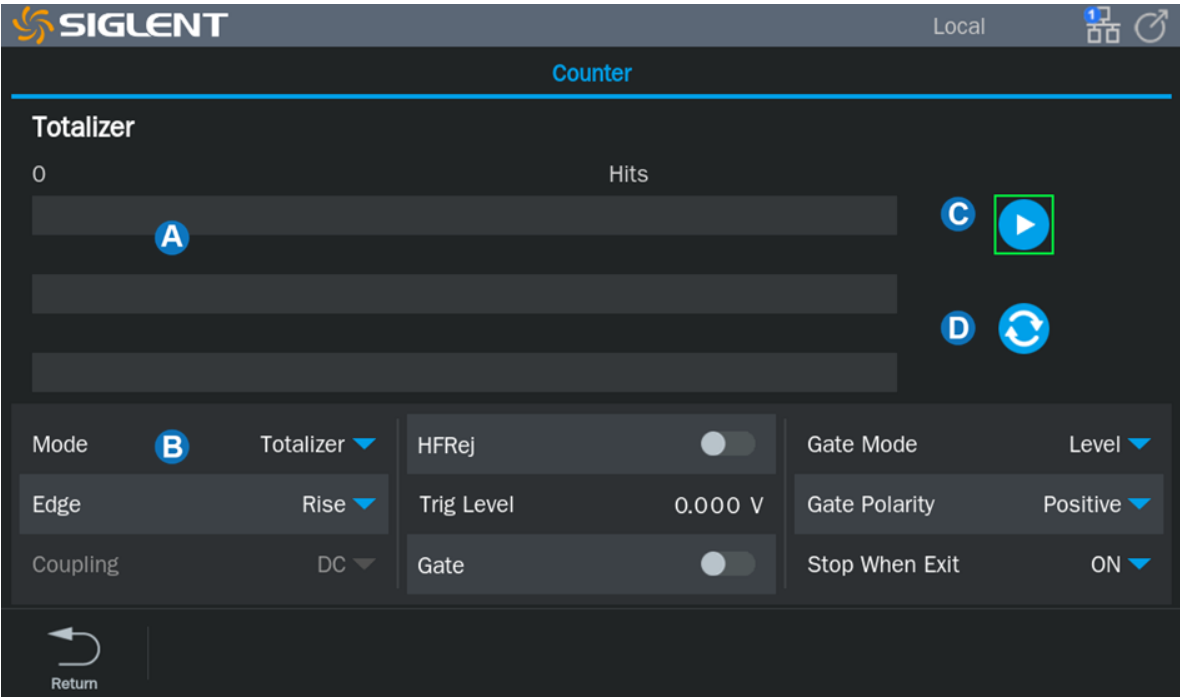 SIGLENT Local 1
Counter
Totalizer
0 Hits
A
C
D
Mode B Totalizer HFRej Gate Mode Level
Edge Rise Trig Level 0.000 V Gate Polarity Positive
Coupling DC Gate Stop When Exit ON
Return